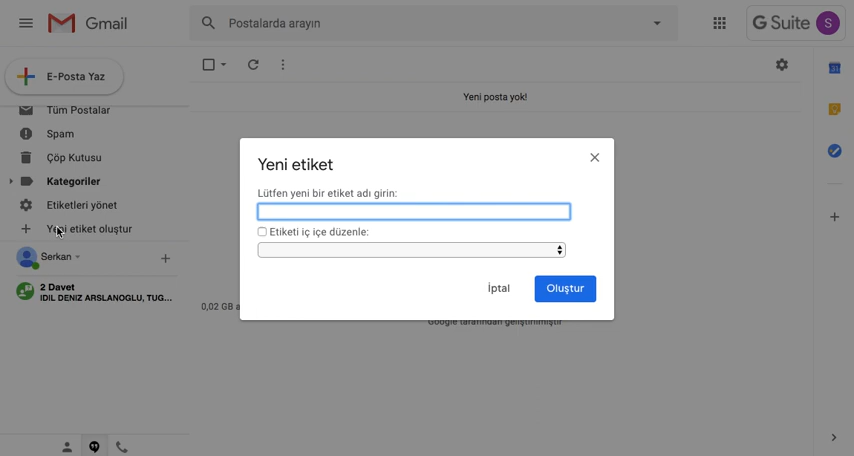 Gmail
Postalarda arayın
G Suite
S
E-Posta Yaz
Yeni posta yok!
Tüm Postalar
Spam
Çöp Kutusu
Kategoriler
Etiketleri yönet
Yeni etiket oluştur
Serkan
2 Davet
IDIL DENIZ ARSLANOGLU, TUG...
Yeni etiket
Lütfen yeni bir etiket adı girin:
Etiketi iç içe düzenle:
İptal
Oluştur
0,02 GB
Google tarafından geliştirilmiştir
31